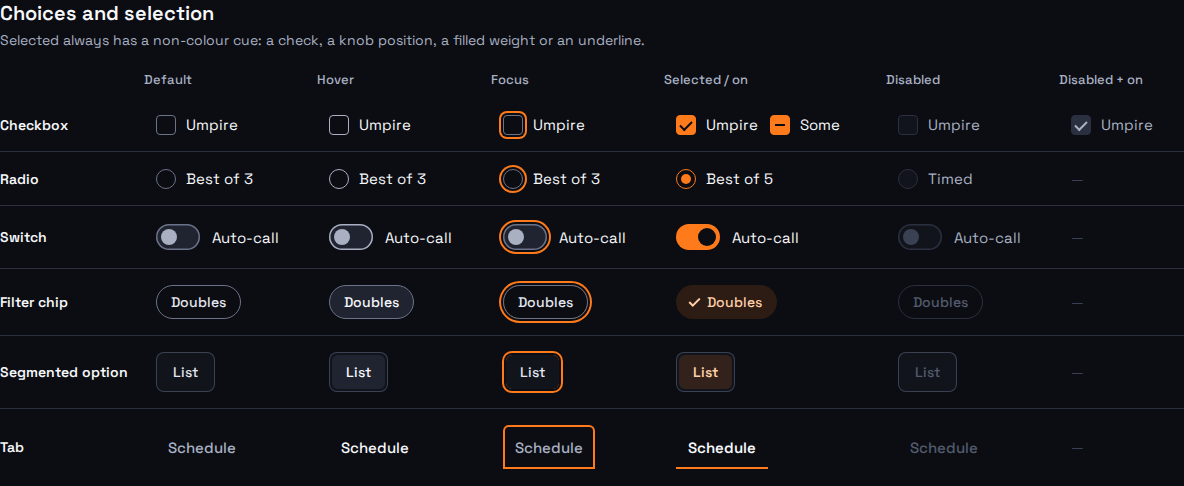 Choices and selection
Selected always has a non-colour cue: a check, a knob position, a filled weight or an underline.
Default Hover Focus Selected / on Disabled Disabled + on
Checkbox Umpire Umpire Umpire Umpire Some Umpire Umpire
Radio Best of 3 Best of 3 Best of 3 Best of 5 Timed —
Switch Auto-call Auto-call Auto-call Auto-call Auto-call —
Filter chip Doubles Doubles Doubles Doubles Doubles —
Segmented option List List List List List —
Tab Schedule Schedule Schedule Schedule Schedule —